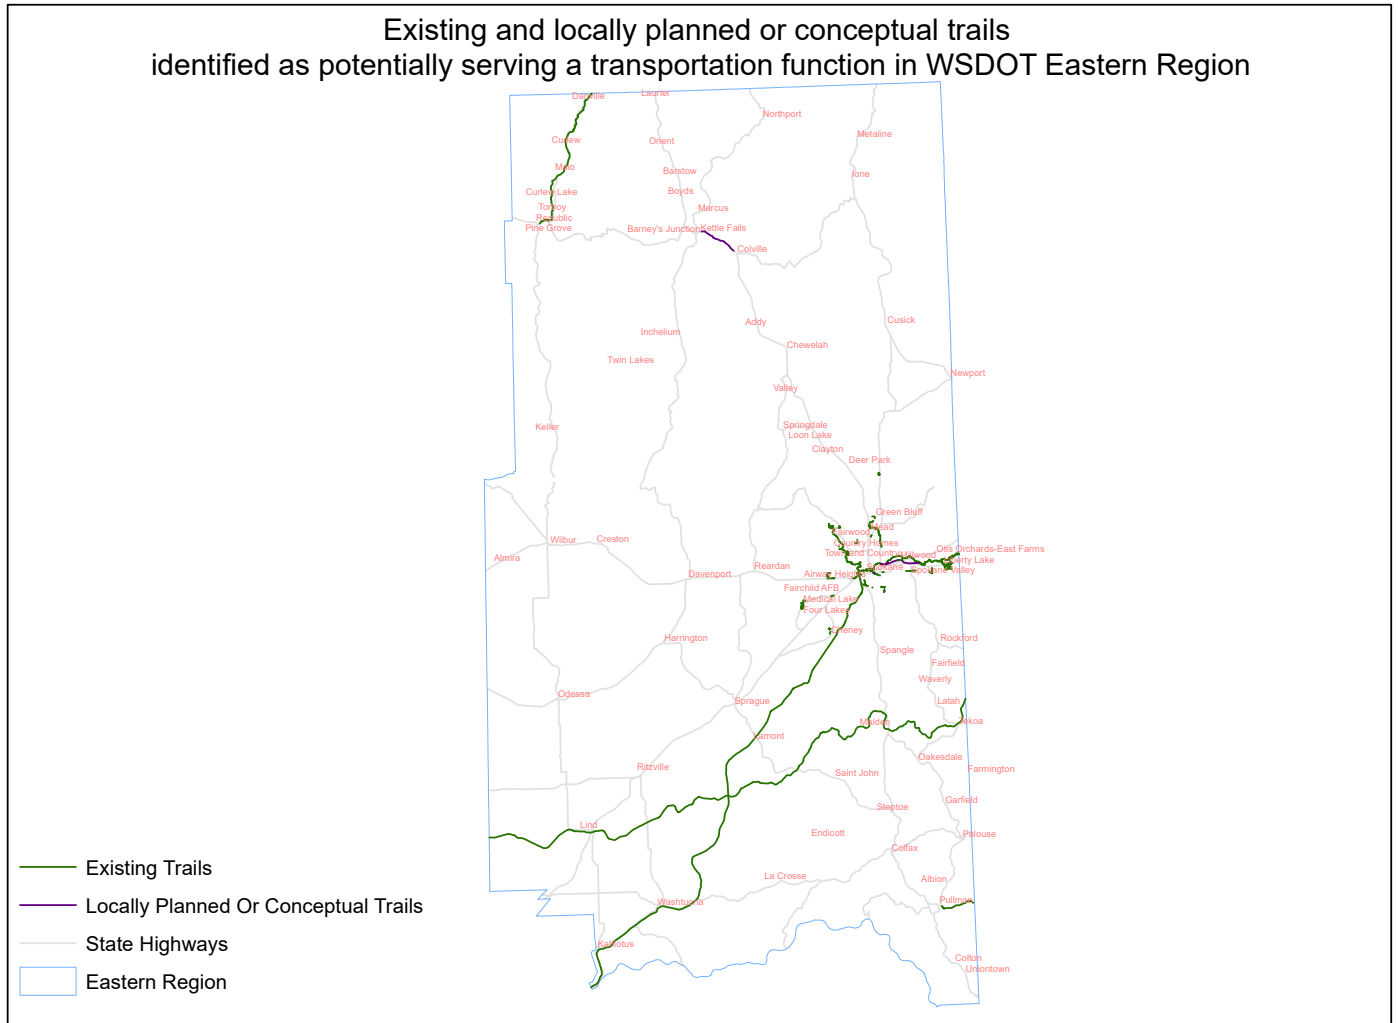 Existing and locally planned or conceptual trails
identified as potentially serving a transportation function in WSDOT Eastern Region
Danville
Laurier
Northport
Metaline
Curlew
Orient
Malo
Barstow
Ione
Curlew Lake
Boyds
Torboy
Marcus
Republic
Pine Grove
Barney's Junction
Kettle Falls
Colville
Addy
Cusick
Inchelium
Chewelah
Twin Lakes
Newport
Valley
Keller
Springdale
Loon Lake
Clayton
Deer Park
Green Bluff
Mead
Fairwood
Wilbur
Creston
Country Homes
Otis Orchards-East Farms
Town and Country
Millwood
Almira
Liberty Lake
Reardan
Spokane
Spokane Valley
Davenport
Airway Heights
Fairchild AFB
Medical Lake
Four Lakes
Cheney
Harrington
Rockford
Spangle
Fairfield
Waverly
Odessa
Sprague
Latah
Malden
Tekoa
Lamont
Oakesdale
Ritzville
Saint John
Farmington
Garfield
Steptoe
Lind
Endicott
Palouse
Colfax
La Crosse
Albion
Washtucna
Pullman
Kahlotus
Colton
Uniontown
Existing Trails
Locally Planned Or Conceptual Trails
State Highways
Eastern Region